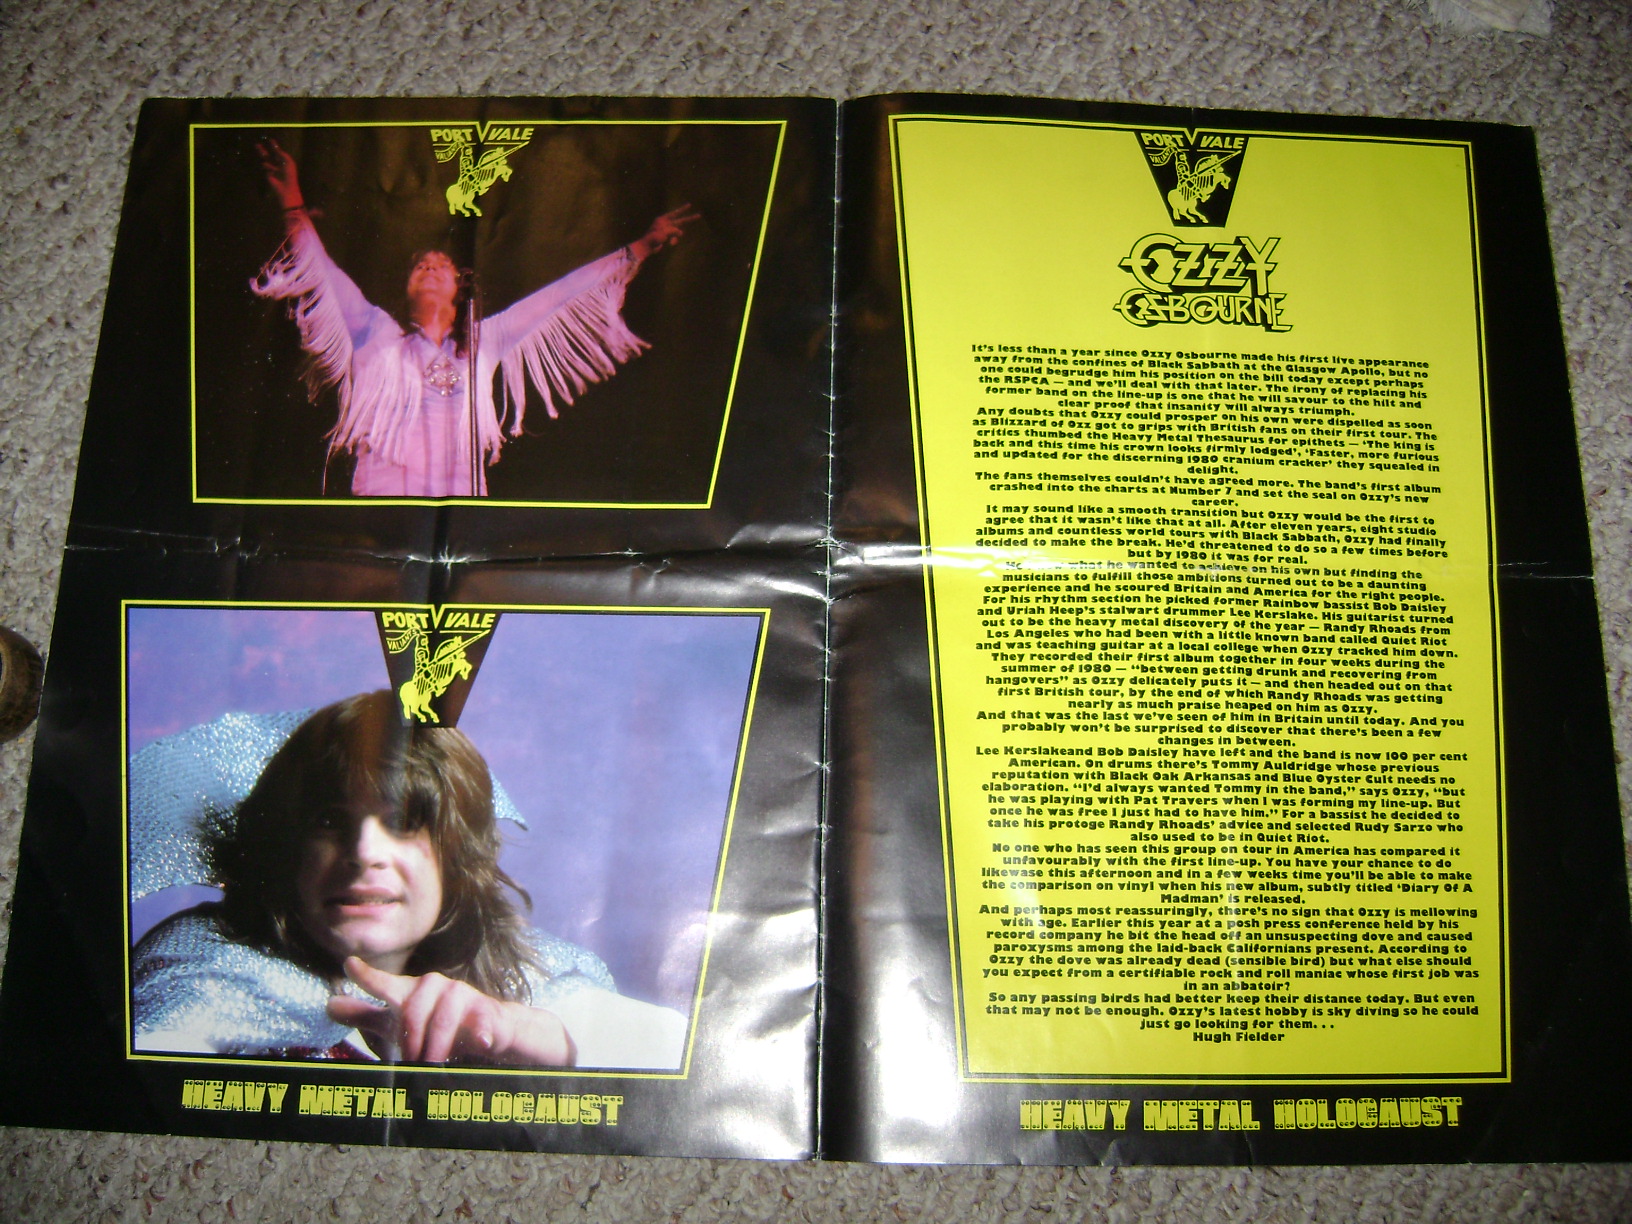 PORT VALE
VALIANTS
PORT VALE
VALIANTS
HEAVY METAL HOLOCAUST
PORT VALE
VALIANTS
OZZY
OSBOURNE
It's less than a year since Ozzy Osbourne made his first live appearance
away from the confines of Black Sabbath at the Glasgow Apollo, but no
one could begrudge him his position on the bill today except perhaps
the RSPCA — and we'll deal with that later. The irony of replacing his
former band on the line-up is one that he will savour to the hilt and
clear proof that insanity will always triumph.
Any doubts that Ozzy could prosper on his own were dispelled as soon
as Blizzard of Ozz got to grips with British fans on their first tour. The
critics thumbed the Heavy Metal Thesaurus for epithets — 'The king is
back and this time his crown looks firmly lodged', 'Faster, more furious
and updated for the discerning 1980 cranium cracker' they squealed in
delight.
The fans themselves couldn't have agreed more. The band's first album
crashed into the charts at Number 7 and set the seal on Ozzy's new
career.
It may sound like a smooth transition but Ozzy would be the first to
agree that it wasn't like that at all. After eleven years, eight studio
albums and countless world tours with Black Sabbath, Ozzy had finally
decided to make the break. He'd threatened to do so a few times before
but by 1980 it was for real.
what he wanted to achieve on his own but finding the
musicians to fulfill those ambitions turned out to be a daunting
experience and he scoured Britain and America for the right people.
For his rhythm section he picked former Rainbow bassist Bob Daisley
and Uriah Heep's stalwart drummer Lee Kerslake. His guitarist turned
out to be the heavy metal discovery of the year — Randy Rhoads from
Los Angeles who had been with a little known band called Quiet Riot
and was teaching guitar at a local college when Ozzy tracked him down.
They recorded their first album together in four weeks during the
summer of 1980 — "between getting drunk and recovering from
hangovers" as Ozzy delicately puts it — and then headed out on that
first British tour, by the end of which Randy Rhoads was getting
nearly as much praise heaped on him as Ozzy.
And that was the last we've seen of him in Britain until today. And you
probably won't be surprised to discover that there's been a few
changes in between.
Lee Kerslakeand Bob Daisley have left and the band is now 100 per cent
American. On drums there's Tommy Auldridge whose previous
reputation with Black Oak Arkansas and Blue Oyster Cult needs no
elaboration. "I'd always wanted Tommy in the band," says Ozzy, "but
he was playing with Pat Travers when I was forming my line-up. But
once he was free I just had to have him." For a bassist he decided to
take his protoge Randy Rhoads' advice and selected Rudy Sarzo who
also used to be in Quiet Riot.
No one who has seen this group on tour in America has compared it
unfavourably with the first line-up. You have your chance to do
likewase this afternoon and in a few weeks time you'll be able to make
the comparison on vinyl when his new album, subtly titled 'Diary Of A
Madman' is released.
And perhaps most reassuringly, there's no sign that Ozzy is mellowing
with age. Earlier this year at a posh press conference held by his
record company he bit the head off an unsuspecting dove and caused
paroxysms among the laid-back Californians present. According to
Ozzy the dove was already dead (sensible bird) but what else should
you expect from a certifiable rock and roll maniac whose first job was
in an abbatoir?
So any passing birds had better keep their distance today. But even
that may not be enough. Ozzy's latest hobby is sky diving so he could
just go looking for them...
Hugh Fielder
HEAVY METAL HOLOCAUST